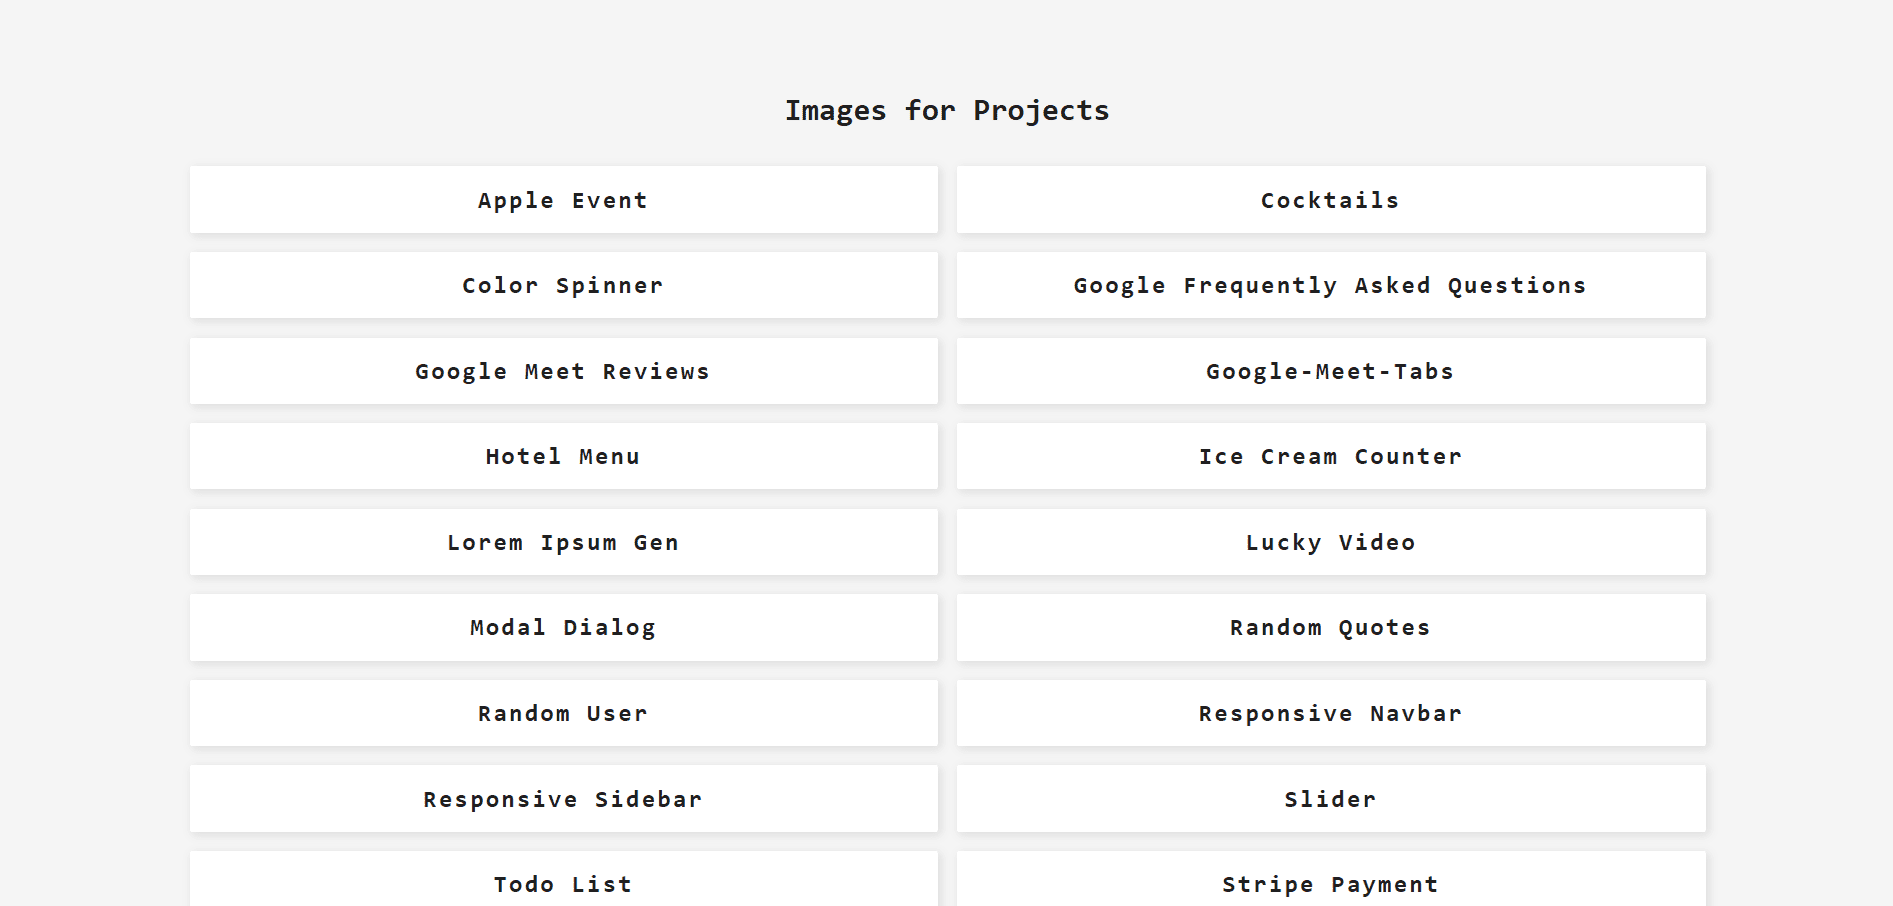 Images for Projects
Apple Event
Cocktails
Color Spinner
Google Frequently Asked Questions
Google Meet Reviews
Google-Meet-Tabs
Hotel Menu
Ice Cream Counter
Lorem Ipsum Gen
Lucky Video
Modal Dialog
Random Quotes
Random User
Responsive Navbar
Responsive Sidebar
Slider
Todo List
Stripe Payment